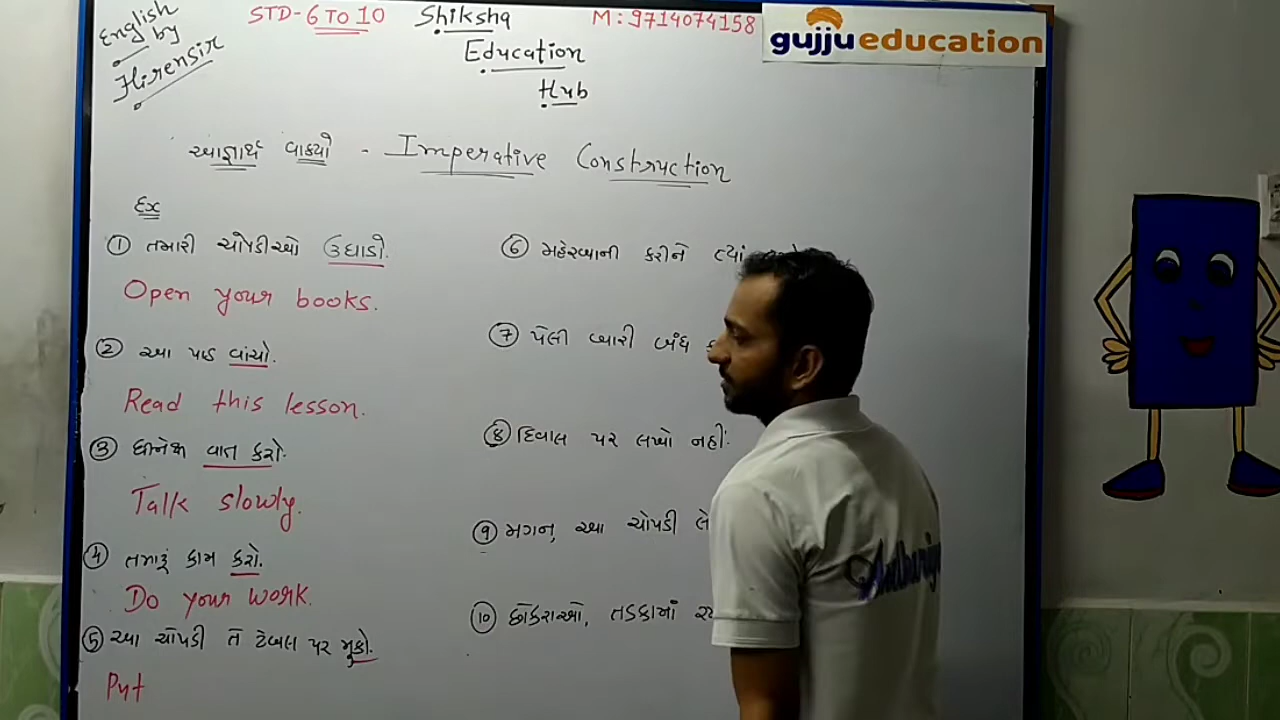 English by Hirensir
STD-6 TO 10
Shiksha
Education
Hub
M: 9714074158
gujjueducation
આજ્ઞાર્થ વાક્યો - Imperative Construction
Ex
① તમારી ચોપડીઓ ઉઘાડો.
Open your books.
② આ પાઠ વાંચો.
Read this lesson.
③ ધીમેથી વાત કરો.
Talk slowly.
④ તમારૂં કામ કરો.
Do your work.
⑤ આ ચોપડી તે ટેબલ પર મૂકો.
Put
⑥ મહેરબાની કરીને ત્યાં
⑦ પેલી બારી બંધ
⑧ દિવાલ પર લખો નહીં.
⑨ મગન, આ ચોપડી લે
⑩ છોકરાઓ, તડકામાં